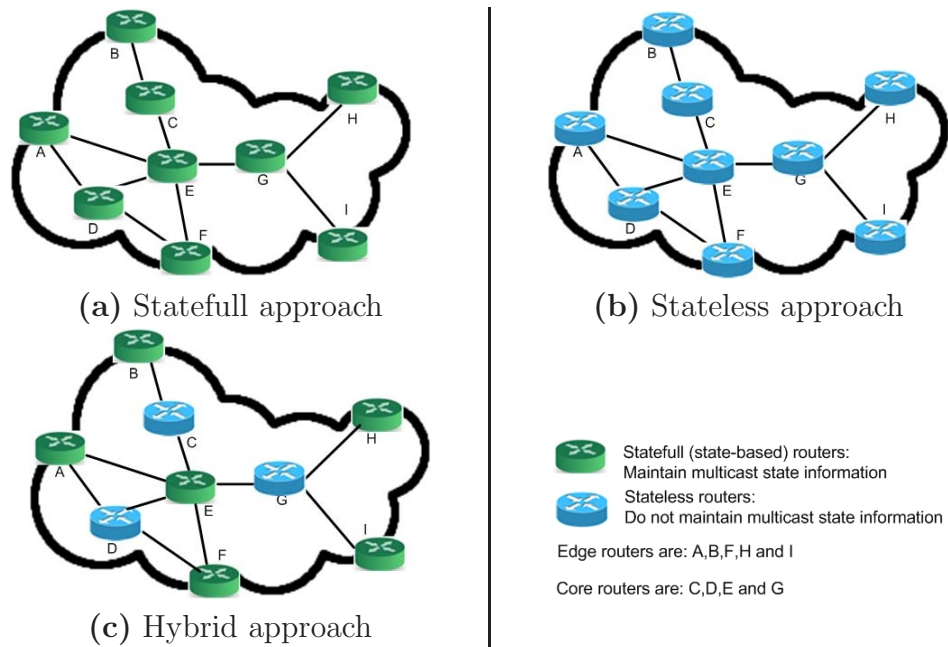 B
C
A
H
E
G
D
F
I
(a) Statefull approach
B
C
A
H
E
G
D
F
I
(b) Stateless approach
B
C
A
H
E
G
D
F
I
(c) Hybrid approach
Statefull (state-based) routers:
Maintain multicast state information
Stateless routers:
Do not maintain multicast state information
Edge routers are: A,B,F,H and I
Core routers are: C,D,E and G